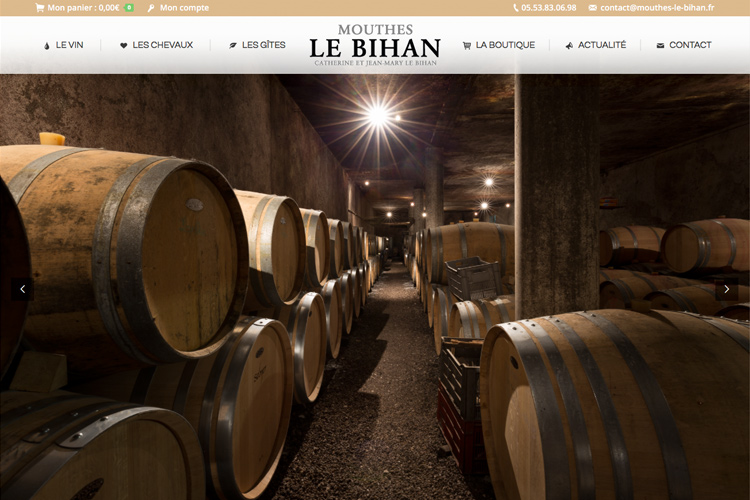 Mon panier : 0,00€ 0 Mon compte 05.53.83.06.98 contact@mouthes-le-bihan.fr
LE VIN LES CHEVAUX LES GÎTES LA BOUTIQUE ACTUALITÉ CONTACT
MOUTHES
LE BIHAN
CATHERINE ET JEAN-MARY LE BIHAN